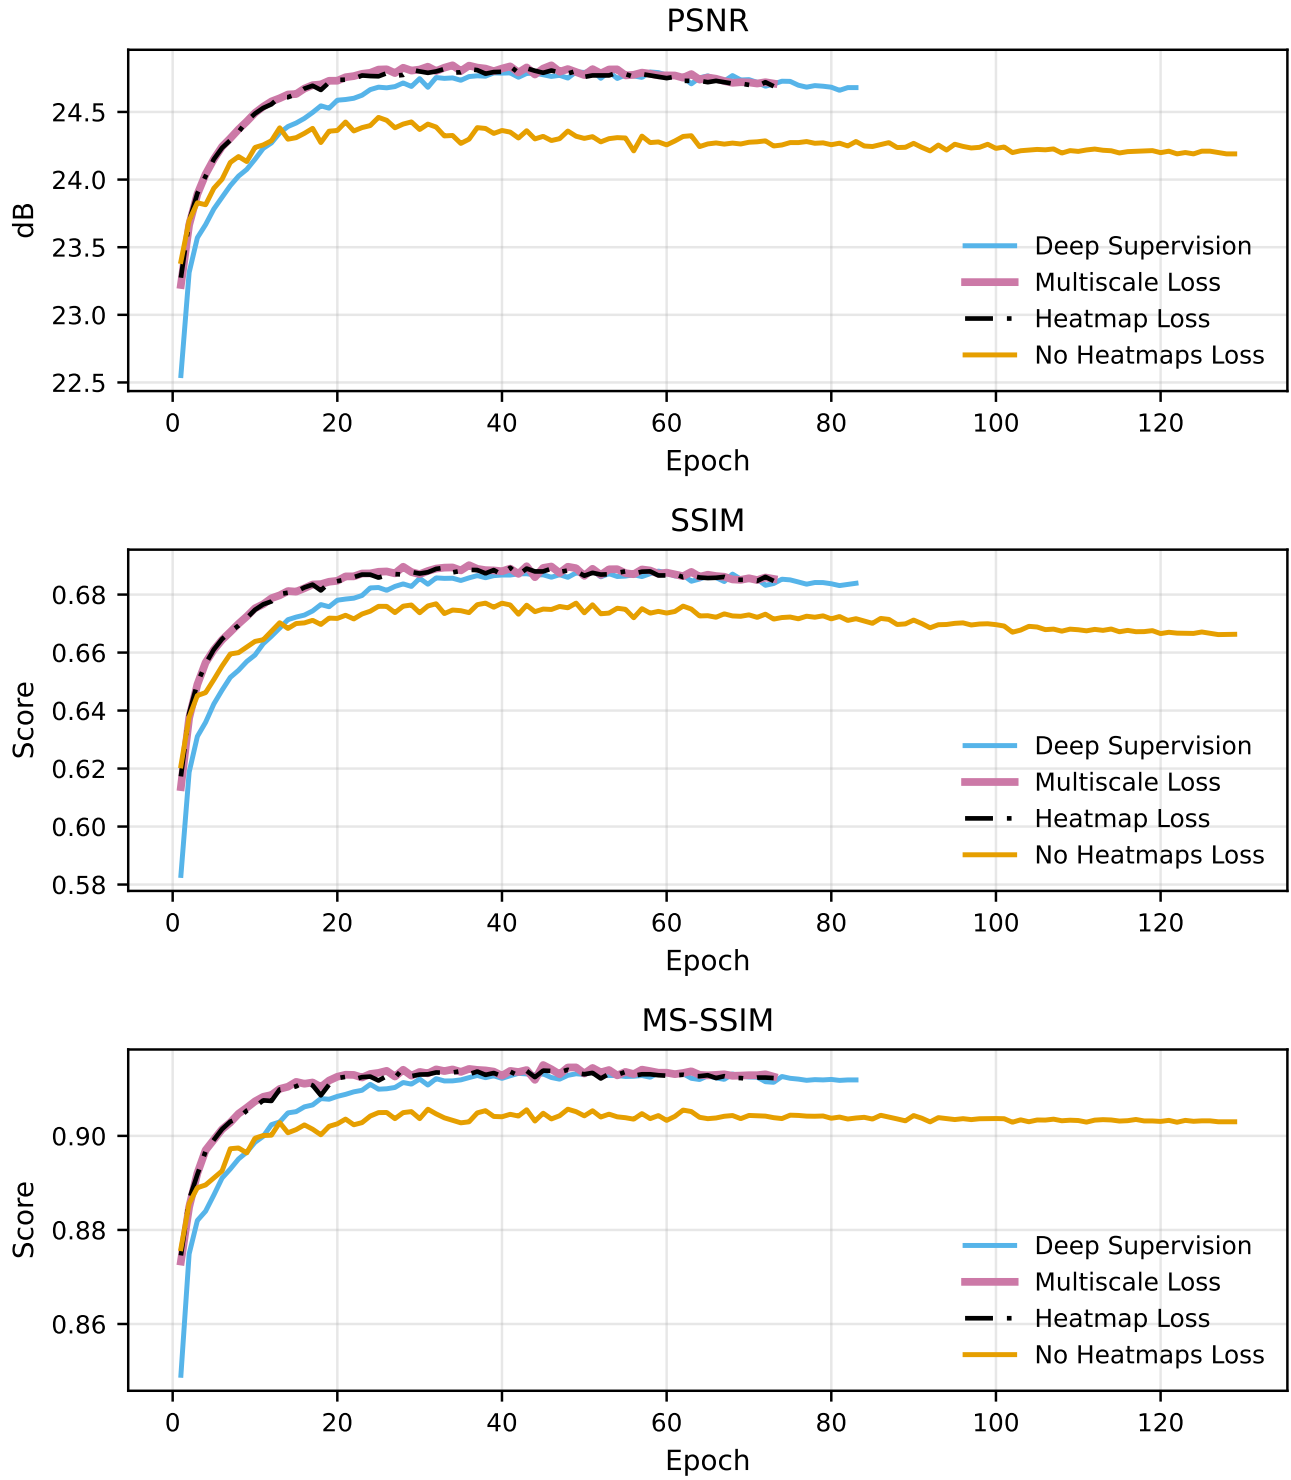 PSNR
24.5
24.0
23.5
23.0
22.5
dB
Deep Supervision
Multiscale Loss
Heatmap Loss
No Heatmaps Loss
0 20 40 60 80 100 120
Epoch
SSIM
0.68
0.66
0.64
0.62
0.60
0.58
Score
Deep Supervision
Multiscale Loss
Heatmap Loss
No Heatmaps Loss
0 20 40 60 80 100 120
Epoch
MS-SSIM
0.90
0.88
0.86
Score
Deep Supervision
Multiscale Loss
Heatmap Loss
No Heatmaps Loss
0 20 40 60 80 100 120
Epoch